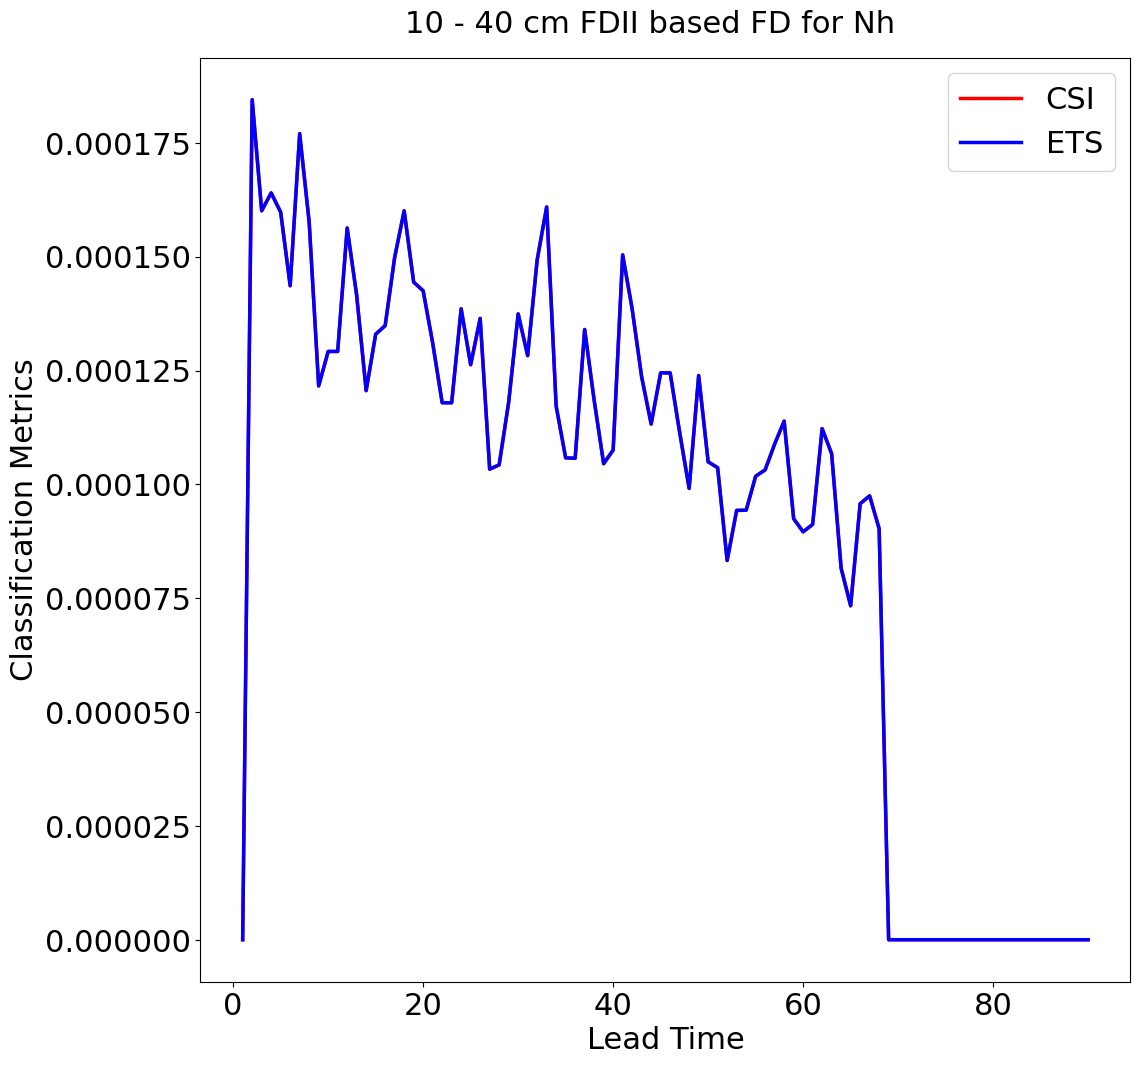 10 - 40 cm FDII based FD for Nh
CSI
ETS
Classification Metrics
0.000175
0.000150
0.000125
0.000100
0.000075
0.000050
0.000025
0.000000
0 20 40 60 80
Lead Time